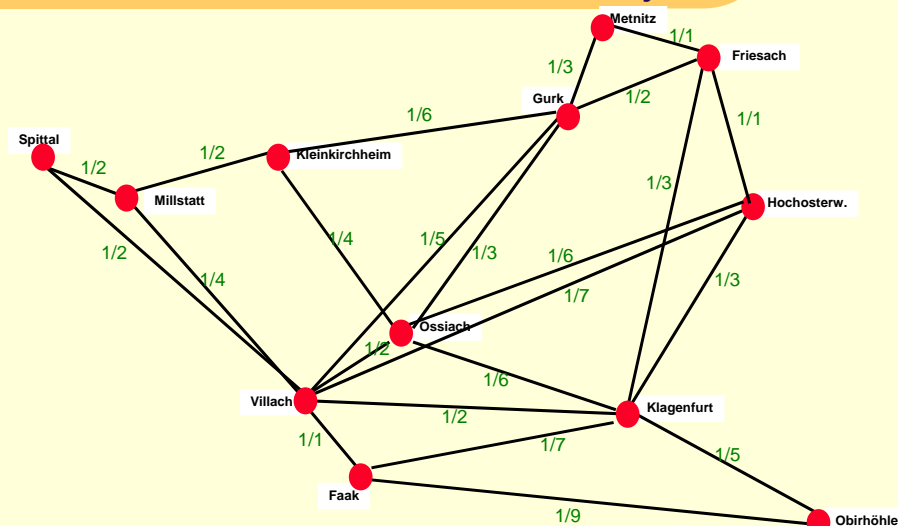 Metnitz
1/1
Friesach
1/3
Gurk
1/2
1/6
1/1
Spittal
1/2
1/2
Kleinkirchheim
Millstatt
1/3
Hochosterw.
1/2
1/4
1/4
1/5
1/3
1/6
1/7
1/3
Ossiach
1/2
1/6
Villach
1/2
Klagenfurt
1/1
1/7
1/5
Faak
1/9
Obirhöhle